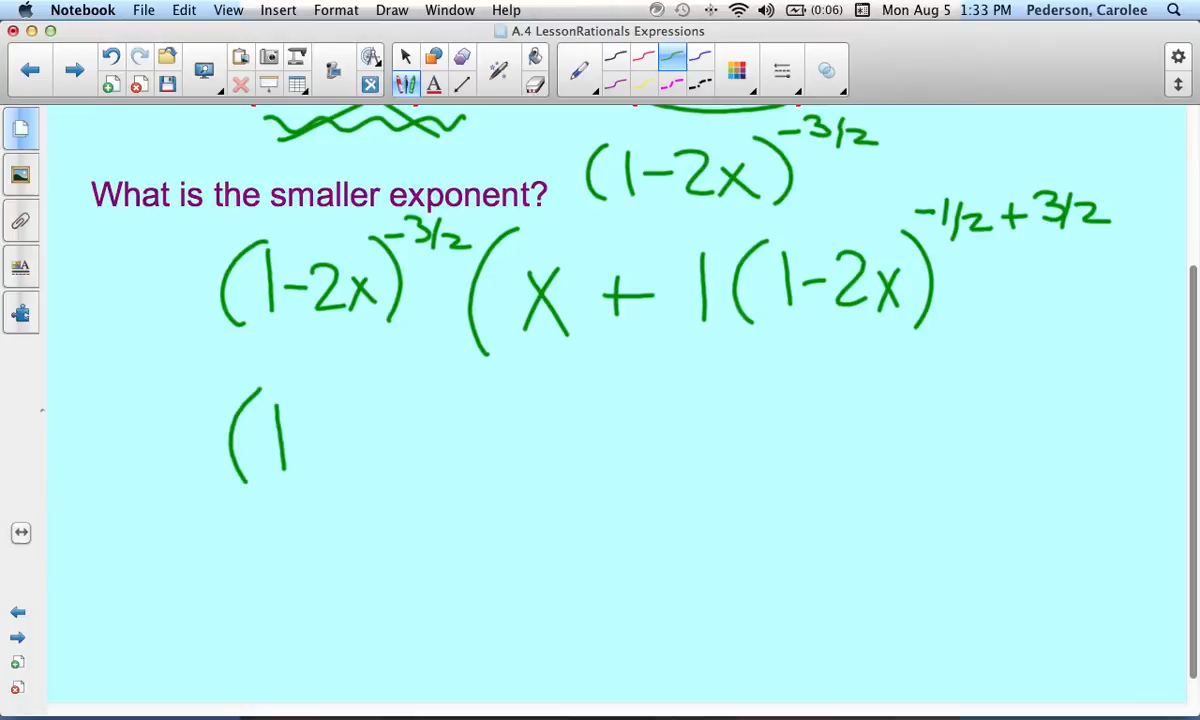 Notebook File Edit View Insert Format Draw Window Help (0:06) Mon Aug 5 1:33 PM Pederson, Carolee
A.4 LessonRationals Expressions
(1-2x)^{-3/2}
What is the smaller exponent?
(1-2x)^{-3/2} (x + 1(1-2x)^{-1/2+3/2}
(1